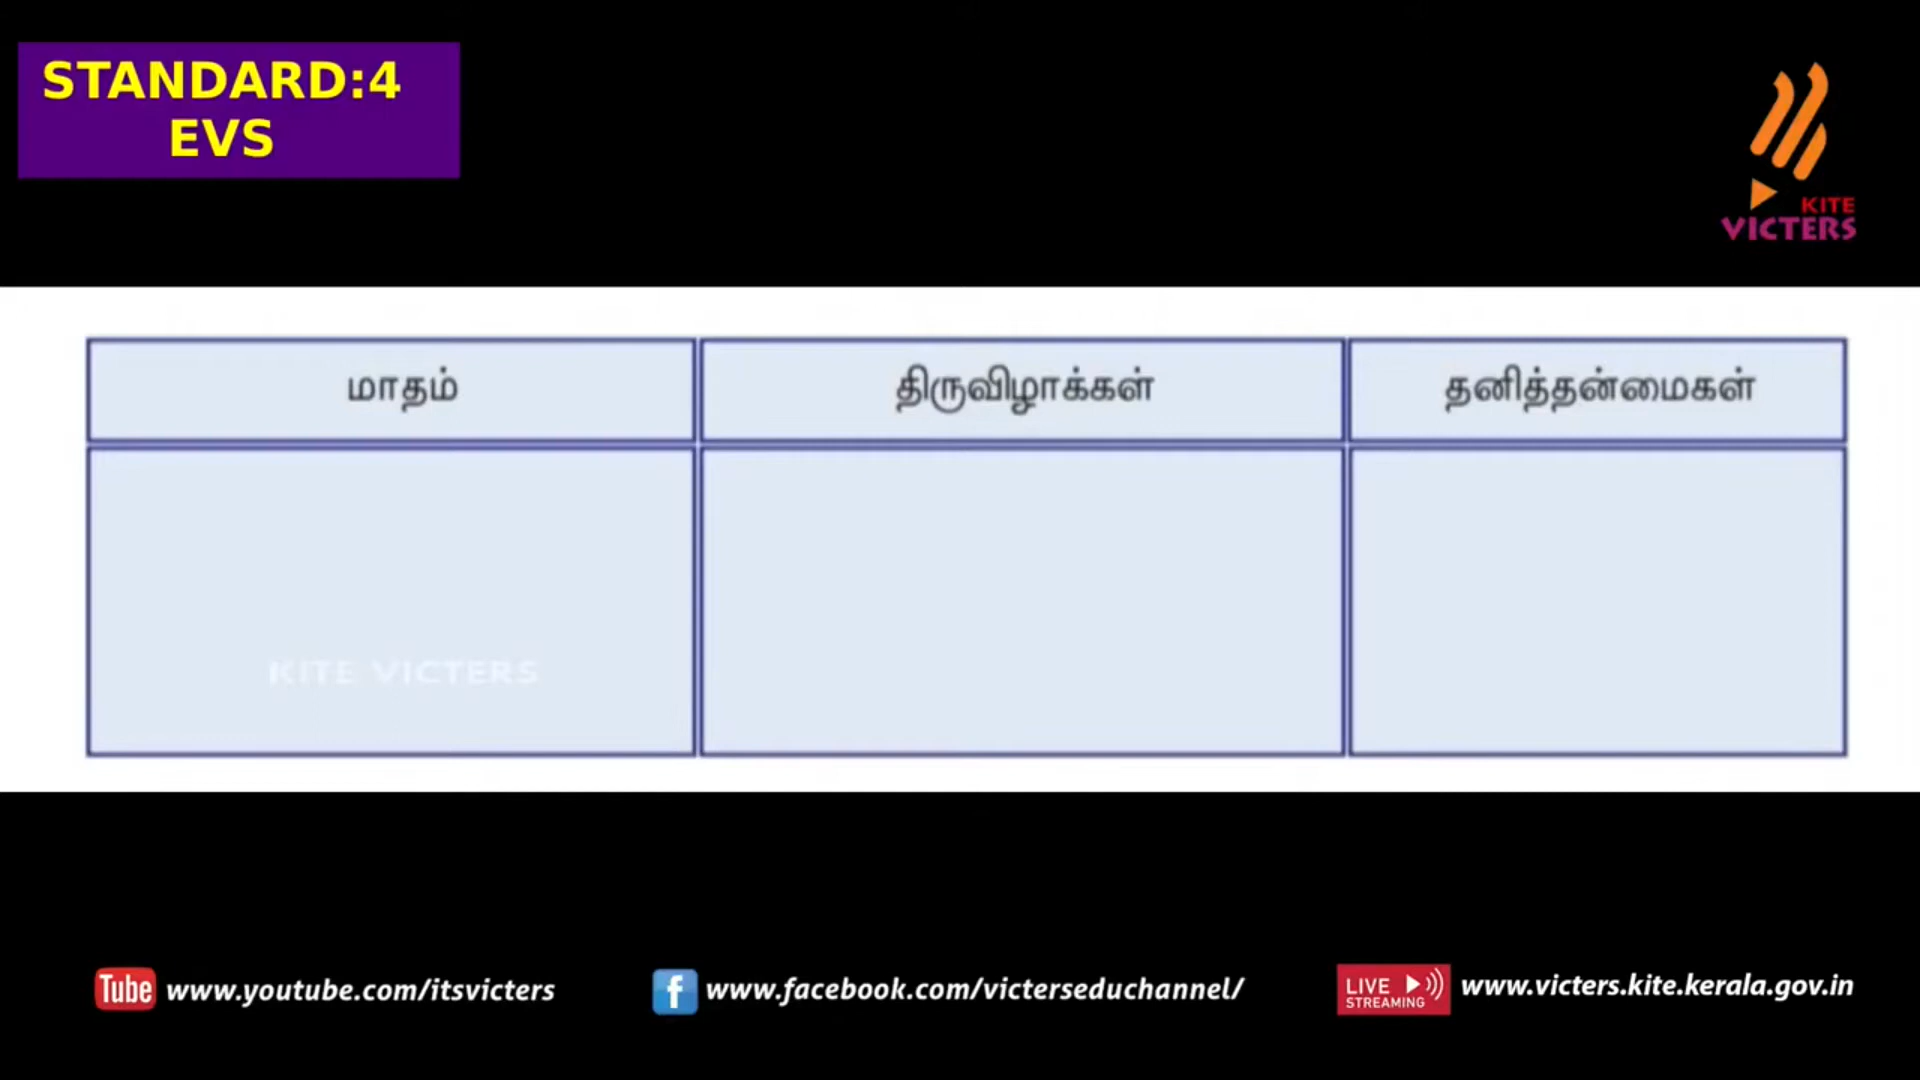 STANDARD:4
EVS
KITE
VICTERS
மாதம் திருவிழாக்கள் தனித்தன்மைகள்
KITE VICTERS
Tube www.youtube.com/itsvicters f www.facebook.com/victerseduchannel/ LIVE STREAMING www.victers.kite.kerala.gov.in